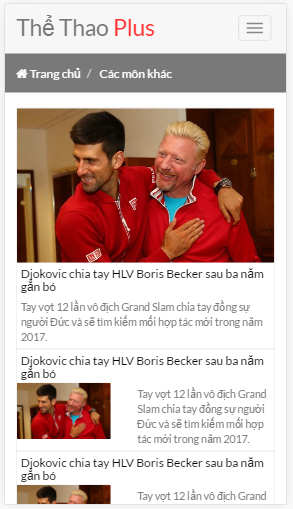 Thể Thao Plus
Trang chủ / Các môn khác
Djokovic chia tay HLV Boris Becker sau ba năm
gắn bó
Tay vợt 12 lần vô địch Grand Slam chia tay đồng sự
người Đức và sẽ tìm kiếm mối hợp tác mới trong năm
2017.
Djokovic chia tay HLV Boris Becker sau ba năm
gắn bó
Tay vợt 12 lần vô địch Grand
Slam chia tay đồng sự người
Đức và sẽ tìm kiếm mối hợp
tác mới trong năm 2017.
Djokovic chia tay HLV Boris Becker sau ba năm
gắn bó
Tay vợt 12 lần vô địch Grand